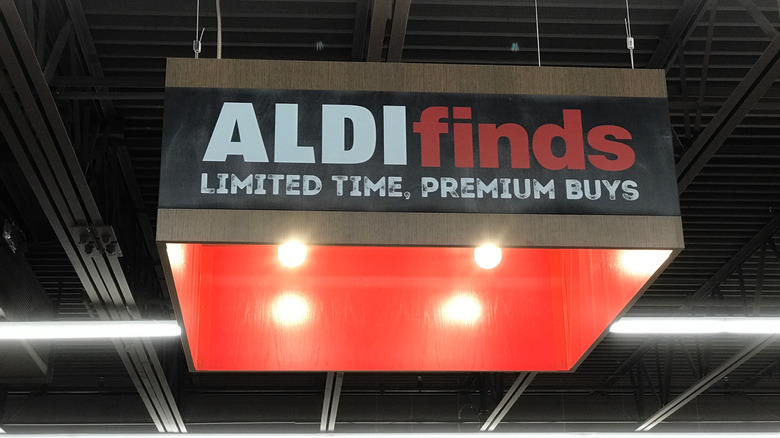 ALDIfinds
LIMITED TIME, PREMIUM BUYS